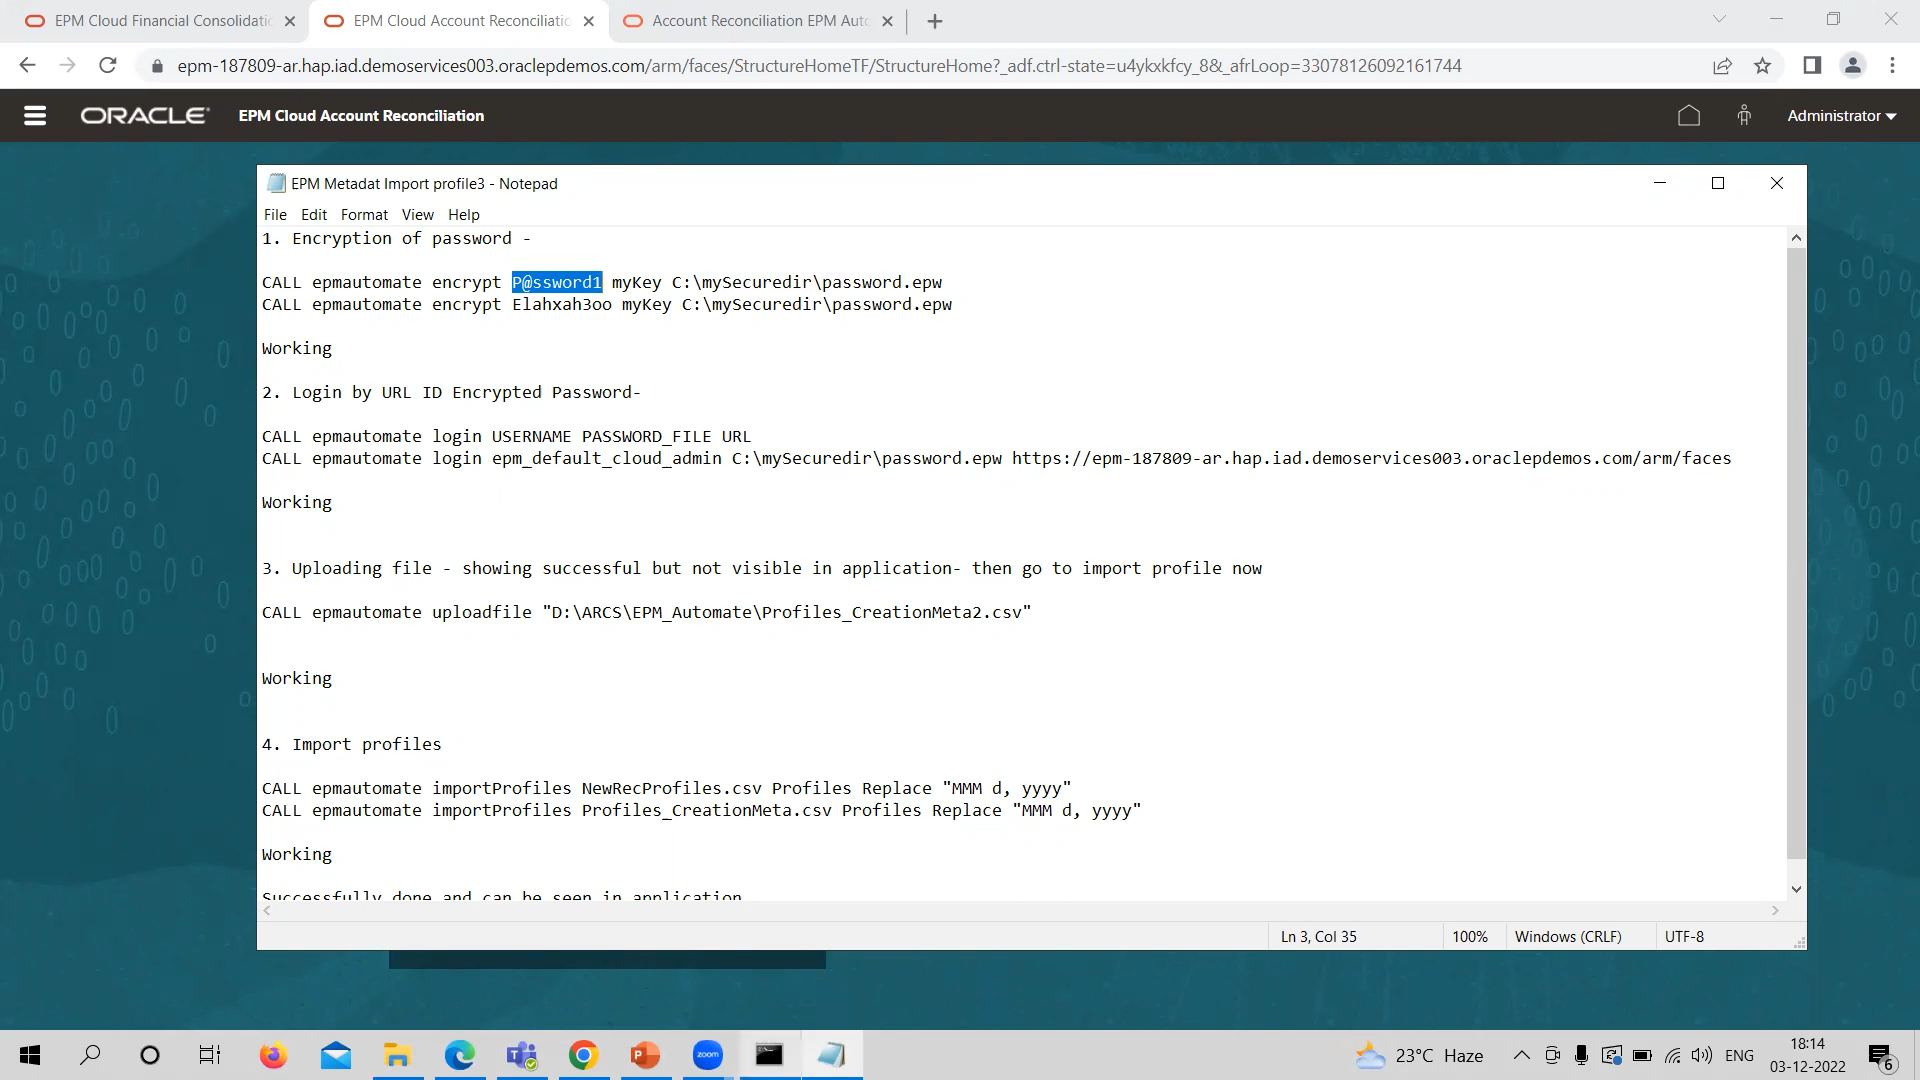 EPM Cloud Financial Consolidatic
EPM Cloud Account Reconciliatic
Account Reconciliation EPM Auto
epm-187809-ar.hap.iad.demoservices003.oraclepdemos.com/arm/faces/StructureHomeTF/StructureHome?_adf.ctrl-state=u4ykxkfcy_8&_afrLoop=33078126092161744
ORACLE EPM Cloud Account Reconciliation
Administrator
EPM Metadat Import profile3 - Notepad
File Edit Format View Help
1. Encryption of password -
CALL epmautomate encrypt P@ssword1 myKey C:\mySecuredir\password.epw
CALL epmautomate encrypt Elahxah3oo myKey C:\mySecuredir\password.epw
Working
2. Login by URL ID Encrypted Password-
CALL epmautomate login USERNAME PASSWORD_FILE URL
CALL epmautomate login epm_default_cloud_admin C:\mySecuredir\password.epw https://epm-187809-ar.hap.iad.demoservices003.oraclepdemos.com/arm/faces
Working
3. Uploading file - showing successful but not visible in application- then go to import profile now
CALL epmautomate uploadfile "D:\ARCS\EPM_Automate\Profiles_CreationMeta2.csv"
Working
4. Import profiles
CALL epmautomate importProfiles NewRecProfiles.csv Profiles Replace "MMM d, yyyy"
CALL epmautomate importProfiles Profiles_CreationMeta.csv Profiles Replace "MMM d, yyyy"
Working
Successfully done and can be seen in application
Ln 3, Col 35 100% Windows (CRLF) UTF-8
zoom
23°C Haze
ENG
18:14
03-12-2022
6